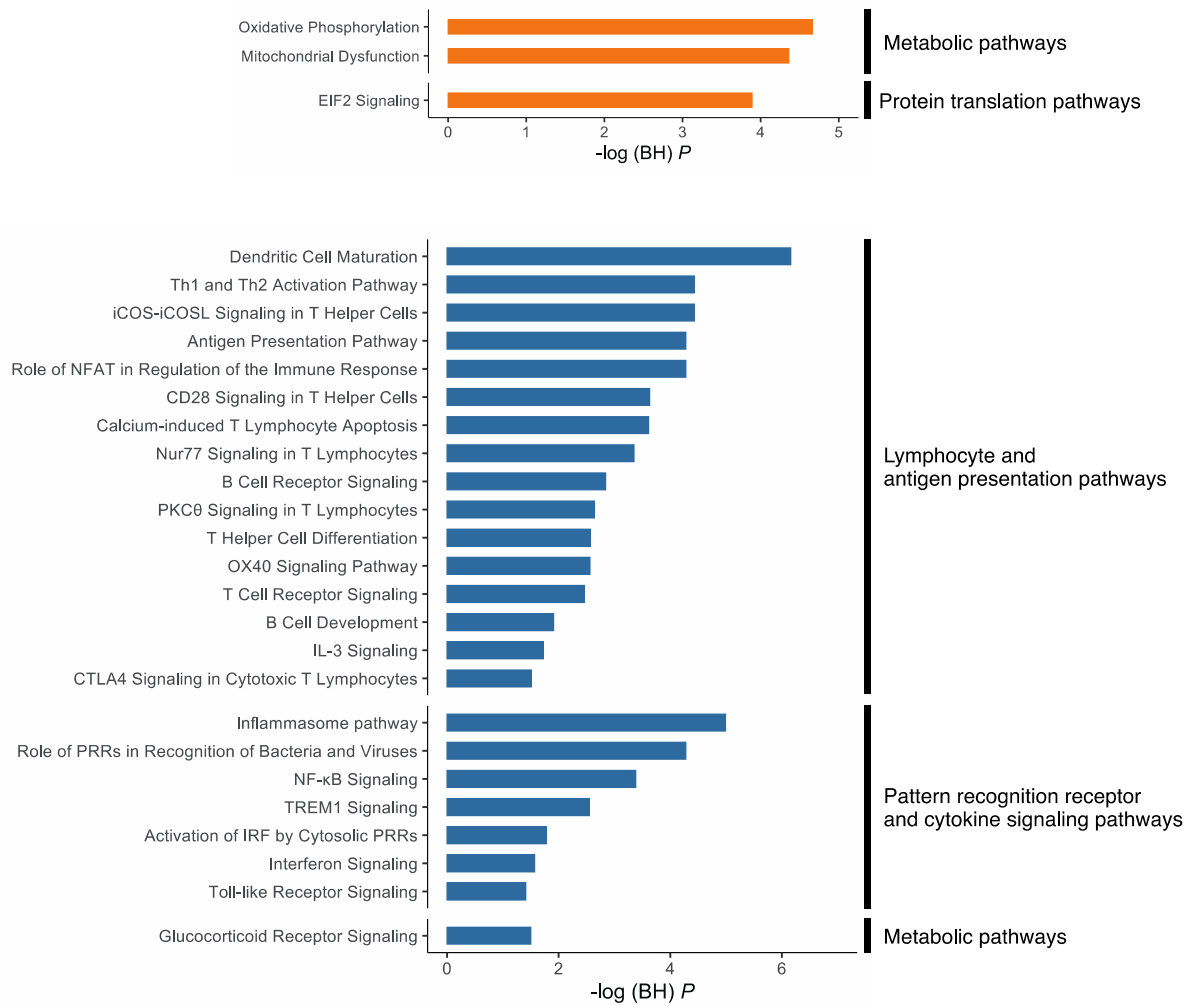 Oxidative Phosphorylation
Mitochondrial Dysfunction
Metabolic pathways
EIF2 Signaling
Protein translation pathways
0 1 2 3 4 5
-log (BH) P
Dendritic Cell Maturation
Th1 and Th2 Activation Pathway
iCOS-iCOSL Signaling in T Helper Cells
Antigen Presentation Pathway
Role of NFAT in Regulation of the Immune Response
CD28 Signaling in T Helper Cells
Calcium-induced T Lymphocyte Apoptosis
Nur77 Signaling in T Lymphocytes
B Cell Receptor Signaling
PKCθ Signaling in T Lymphocytes
T Helper Cell Differentiation
OX40 Signaling Pathway
T Cell Receptor Signaling
B Cell Development
IL-3 Signaling
CTLA4 Signaling in Cytotoxic T Lymphocytes
Lymphocyte and
antigen presentation pathways
Inflammasome pathway
Role of PRRs in Recognition of Bacteria and Viruses
NF-κB Signaling
TREM1 Signaling
Activation of IRF by Cytosolic PRRs
Interferon Signaling
Toll-like Receptor Signaling
Pattern recognition receptor
and cytokine signaling pathways
Glucocorticoid Receptor Signaling
Metabolic pathways
0 2 4 6
-log (BH) P